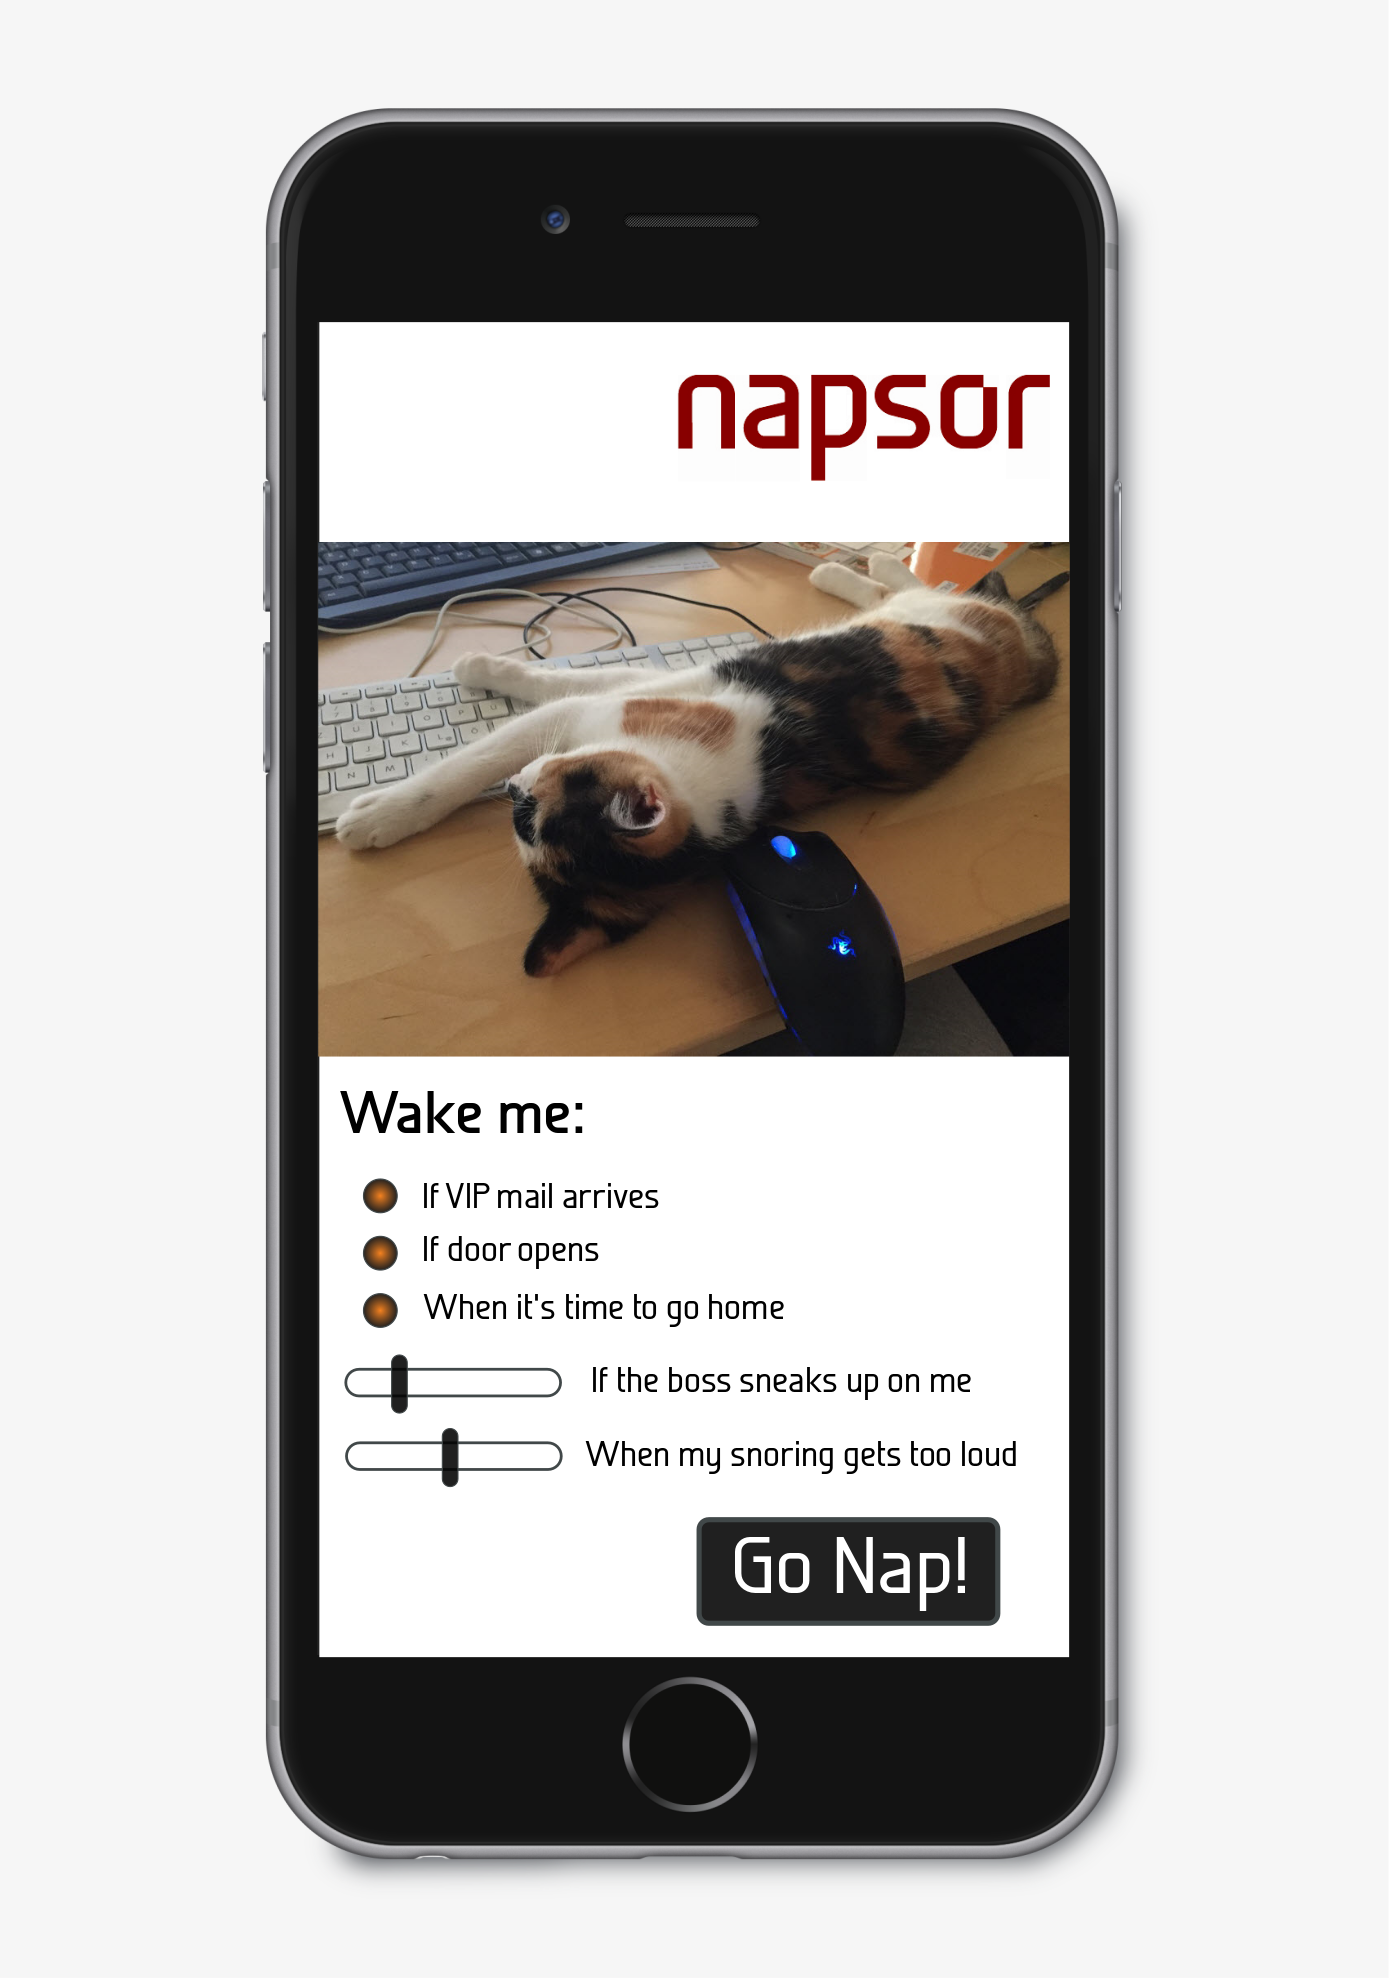 napsor
Wake me:
If VIP mail arrives
If door opens
When it's time to go home
If the boss sneaks up on me
When my snoring gets too loud
Go Nap!